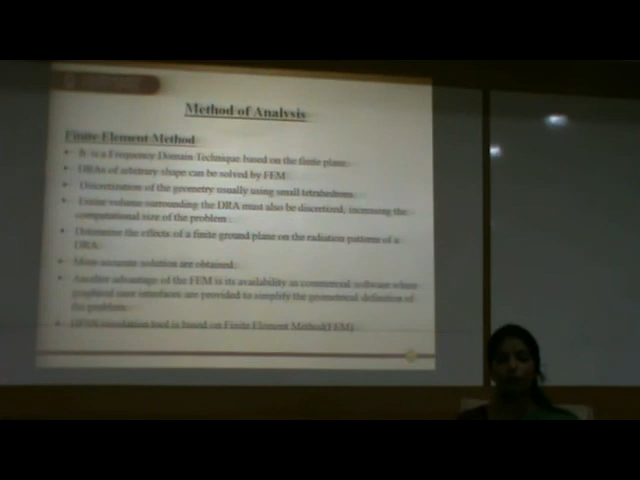 Method of Analysis
Finite Element Method
It is a Frequency Domain Technique based on the finite plane.
DRAs of arbitrary shape can be solved by FEM
Discretization of the geometry usually using small tetrahedrons.
Entire volume surrounding the DRA must also be discretized, increasing the
computational size of the problem.
Determine the effects of a finite ground plane on the radiation pattern of a
DRA.
More accurate solution are obtained.
Another advantage of the FEM is its availability in commercial software where
graphical user interfaces are provided to simplify the geometrical definition of
the problem.
HFSS simulation tool is based on Finite Element Method(FEM)